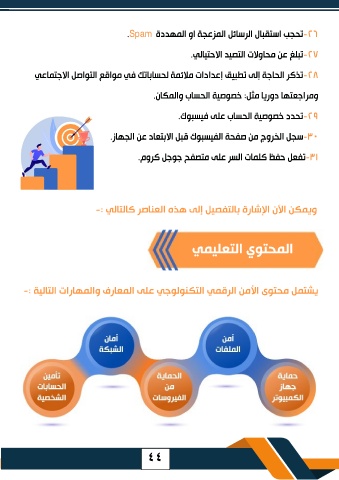 ٢٦-تحجب استقبال الرسائل المزعجة او المهددة Spam.
٢٧-تبلغ عن محاولات التصيد الاحتيالي.
٢٨-تذكر الحاجة إلى تطبيق إعدادات ملائمة لحساباتك في مواقع التواصل الاجتماعي
ومراجعتها دوريا مثل: خصوصية الحساب والمكان.
٢٩-تحدد خصوصية الحساب على فيسبوك.
٣٠-سجل الخروج من صفحة الفيسبوك قبل الابتعاد عن الجهاز.
٣١-تفعل حفظ كلمات السر على متصفح جوجل كروم.
ويمكن الآن الإشارة بالتفصيل إلى هذه العناصر كالتالي :-
المحتوي التعليمي
يشتمل محتوى الأمن الرقمي التكنولوجي على المعارف والمهارات التالية :-
حماية
جهاز
الكمبيوتر
أمن
الملفات
الحماية
من
الفيروسات
أمان
الشبكة
تأمين
الحسابات
الشخصية
٤٤